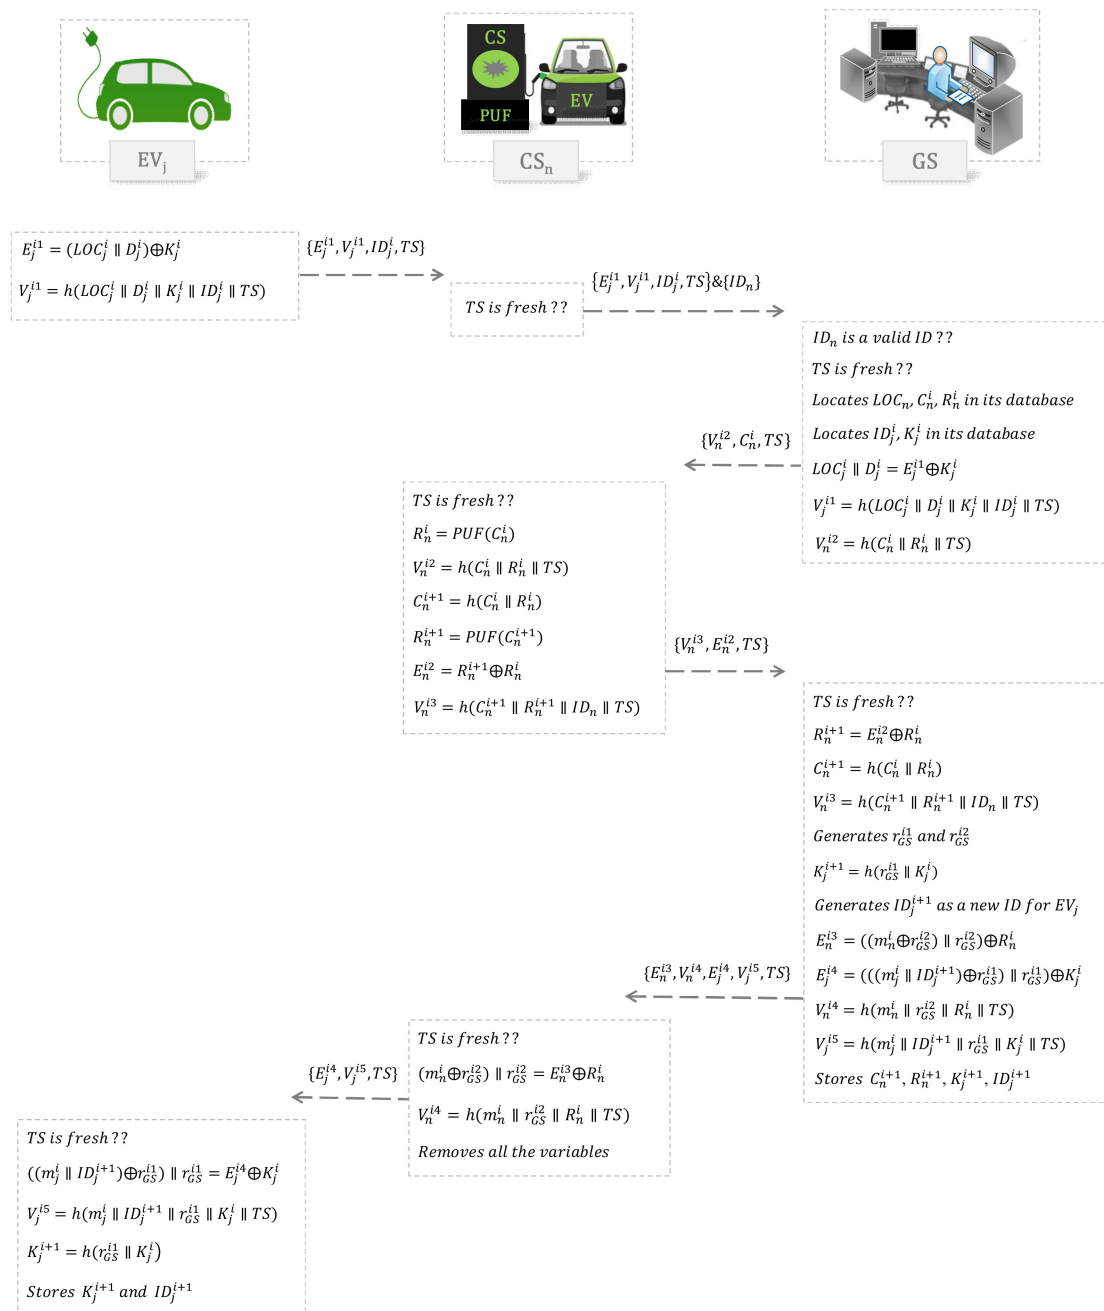 CS
PUF
EV
EV_j
CS_n
GS
E_j^{i1} = (LOC_j^i ∥ D_j^i)⊕K_j^i
V_j^{i1} = h(LOC_j^i ∥ D_j^i ∥ K_j^i ∥ ID_j^i ∥ TS)
{E_j^{i1}, V_j^{i1}, ID_j^i, TS}
TS is fresh ??
{E_j^{i1}, V_j^{i1}, ID_j^i, TS}&{ID_n}
ID_n is a valid ID ??
TS is fresh ??
Locates LOC_n, C_n^i, R_n^i in its database
Locates ID_j^i, K_j^i in its database
LOC_j^i ∥ D_j^i = E_j^{i1}⊕K_j^i
V_j^{i1} = h(LOC_j^i ∥ D_j^i ∥ K_j^i ∥ ID_j^i ∥ TS)
V_n^{i2} = h(C_n^i ∥ R_n^i ∥ TS)
{V_n^{i2}, C_n^i, TS}
TS is fresh ??
R_n^i = PUF(C_n^i)
V_n^{i2} = h(C_n^i ∥ R_n^i ∥ TS)
C_n^{i+1} = h(C_n^i ∥ R_n^i)
R_n^{i+1} = PUF(C_n^{i+1})
E_n^{i2} = R_n^{i+1}⊕R_n^i
V_n^{i3} = h(C_n^{i+1} ∥ R_n^{i+1} ∥ ID_n ∥ TS)
{V_n^{i3}, E_n^{i2}, TS}
TS is fresh ??
R_n^{i+1} = E_n^{i2}⊕R_n^i
C_n^{i+1} = h(C_n^i ∥ R_n^i)
V_n^{i3} = h(C_n^{i+1} ∥ R_n^{i+1} ∥ ID_n ∥ TS)
Generates r_{GS}^{i1} and r_{GS}^{i2}
K_j^{i+1} = h(r_{GS}^{i1} ∥ K_j^i)
Generates ID_j^{i+1} as a new ID for EV_j
E_n^{i3} = ((m_n^i⊕r_{GS}^{i2}) ∥ r_{GS}^{i2})⊕R_n^i
E_j^{i4} = (((m_j^i ∥ ID_j^{i+1})⊕r_{GS}^{i1}) ∥ r_{GS}^{i1})⊕K_j^i
V_n^{i4} = h(m_n^i ∥ r_{GS}^{i2} ∥ R_n^i ∥ TS)
V_j^{i5} = h(m_j^i ∥ ID_j^{i+1} ∥ r_{GS}^{i1} ∥ K_j^i ∥ TS)
Stores C_n^{i+1}, R_n^{i+1}, K_j^{i+1}, ID_j^{i+1}
{E_n^{i3}, V_n^{i4}, E_j^{i4}, V_j^{i5}, TS}
TS is fresh ??
(m_n^i⊕r_{GS}^{i2}) ∥ r_{GS}^{i2} = E_n^{i3}⊕R_n^i
V_n^{i4} = h(m_n^i ∥ r_{GS}^{i2} ∥ R_n^i ∥ TS)
Removes all the variables
{E_j^{i4}, V_j^{i5}, TS}
TS is fresh ??
((m_j^i ∥ ID_j^{i+1})⊕r_{GS}^{i1}) ∥ r_{GS}^{i1} = E_j^{i4}⊕K_j^i
V_j^{i5} = h(m_j^i ∥ ID_j^{i+1} ∥ r_{GS}^{i1} ∥ K_j^i ∥ TS)
K_j^{i+1} = h(r_{GS}^{i1} ∥ K_j^i)
Stores K_j^{i+1} and ID_j^{i+1}